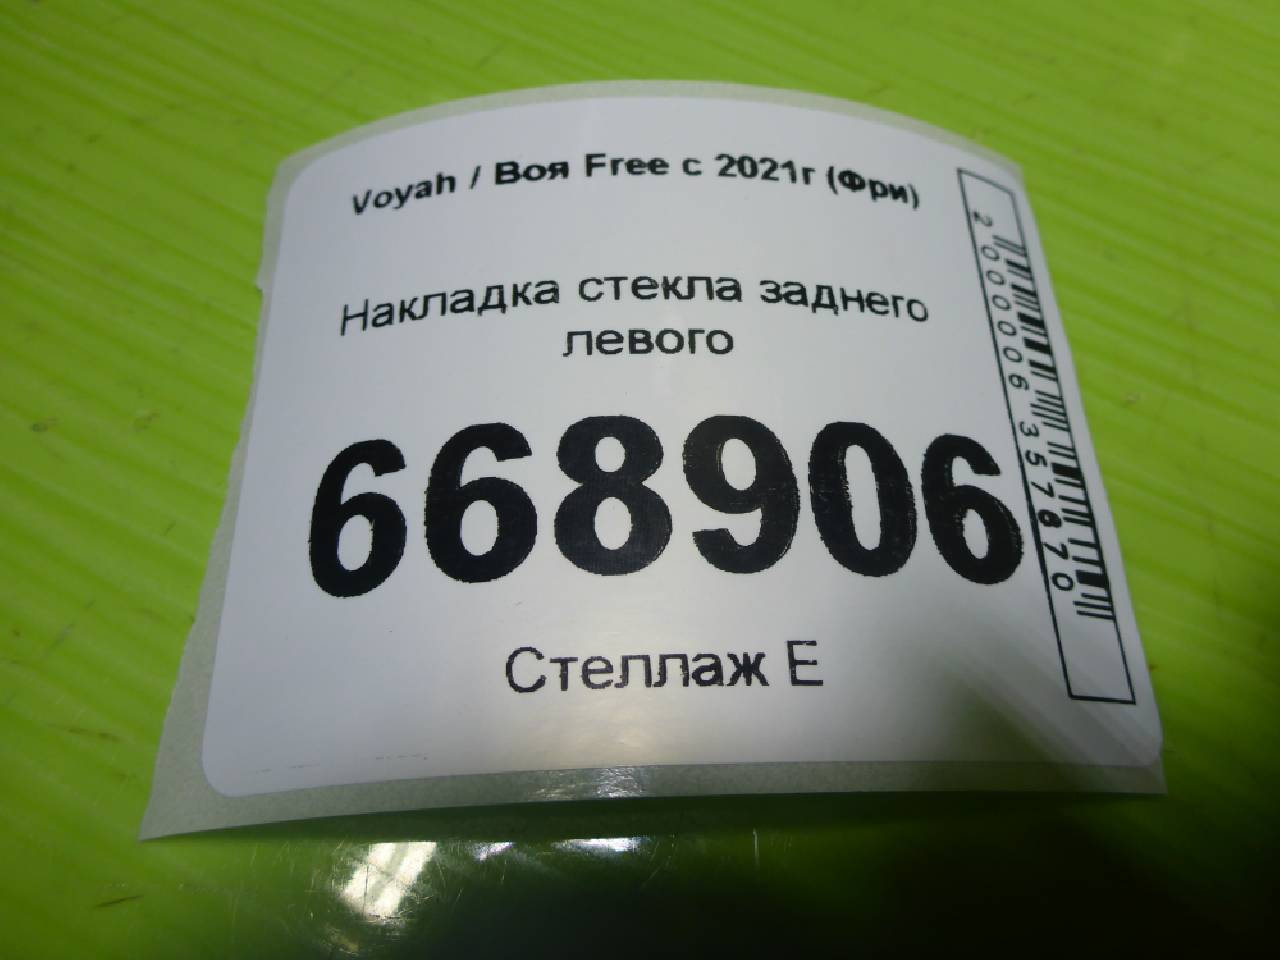 Voyah / Воя Free с 2021г (Фри)
Накладка стекла заднего
левого
668906
Стеллаж Е
2000006357870